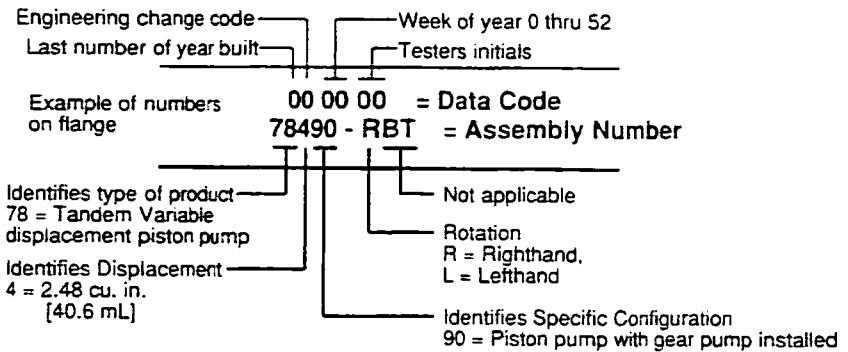 Engineering change code
Week of year 0 thru 52
Last number of year built
Testers initials
Example of numbers
on flange
00 00 00 = Data Code
78490 - RBT = Assembly Number
Identifies type of product
78 = Tandem Variable
displacement piston pump
Not applicable
Rotation
R = Righthand,
L = Lefthand
Identifies Displacement
4 = 2.48 cu. in.
[40.6 mL]
Identifies Specific Configuration
90 = Piston pump with gear pump installed